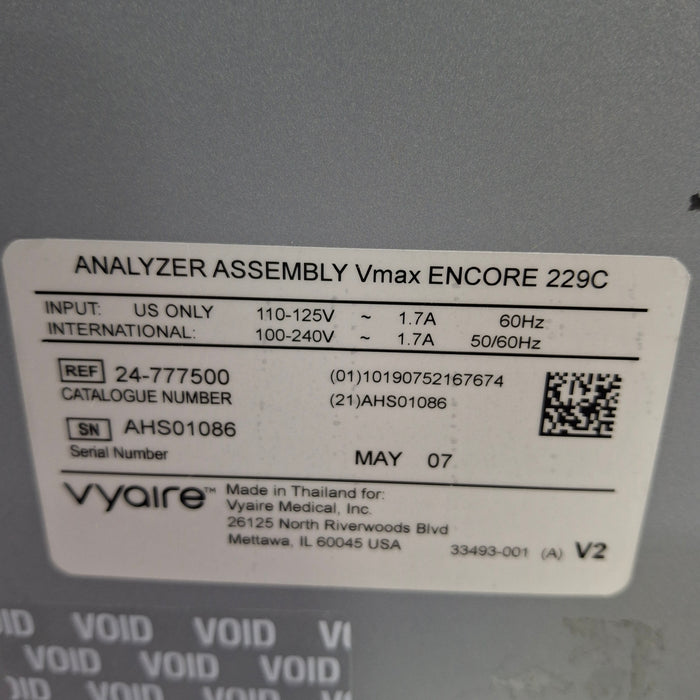 ANALYZER ASSEMBLY Vmax ENCORE 229C
INPUT: US ONLY 110-125V ~ 1.7A 60Hz
INTERNATIONAL: 100-240V ~ 1.7A 50/60Hz
REF 24-777500 (01)10190752167674
CATALOGUE NUMBER (21)AHS01086
SN AHS01086
Serial Number MAY 07
vyaire™ Made in Thailand for:
Vyaire Medical, Inc.
26125 North Riverwoods Blvd
Mettawa, IL 60045 USA 33493-001 (A) V2
VOID VOID
VOID VOID VOID
VOID VOID